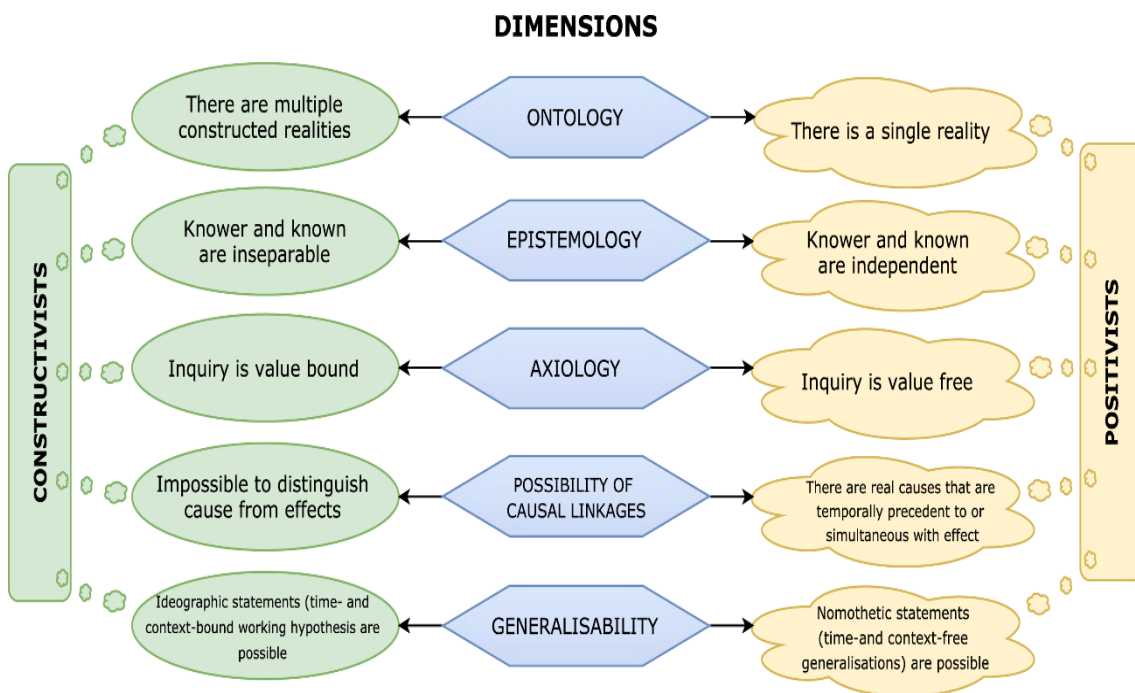 DIMENSIONS
CONSTRUCTIVISTS
There are multiple
constructed realities
ONTOLOGY
There is a single reality
Knower and known
are inseparable
EPISTEMOLOGY
Knower and known
are independent
Inquiry is value bound
AXIOLOGY
Inquiry is value free
Impossible to distinguish
cause from effects
POSSIBILITY OF
CAUSAL LINKAGES
There are real causes that are
temporally precedent to or
simultaneous with effect
Ideographic statements (time- and
context-bound working hypothesis are
possible
GENERALISABILITY
Nomothetic statements
(time-and context-free
generalisations) are possible
POSITIVISTS